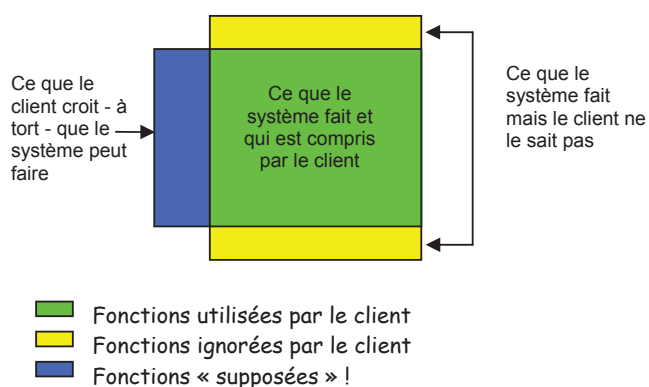 Ce que le
client croit - à
tort - que le
système peut
faire
Ce que le
système fait et
qui est compris
par le client
Ce que le
système fait
mais le client ne
le sait pas
Fonctions utilisées par le client
Fonctions ignorées par le client
Fonctions « supposées » !